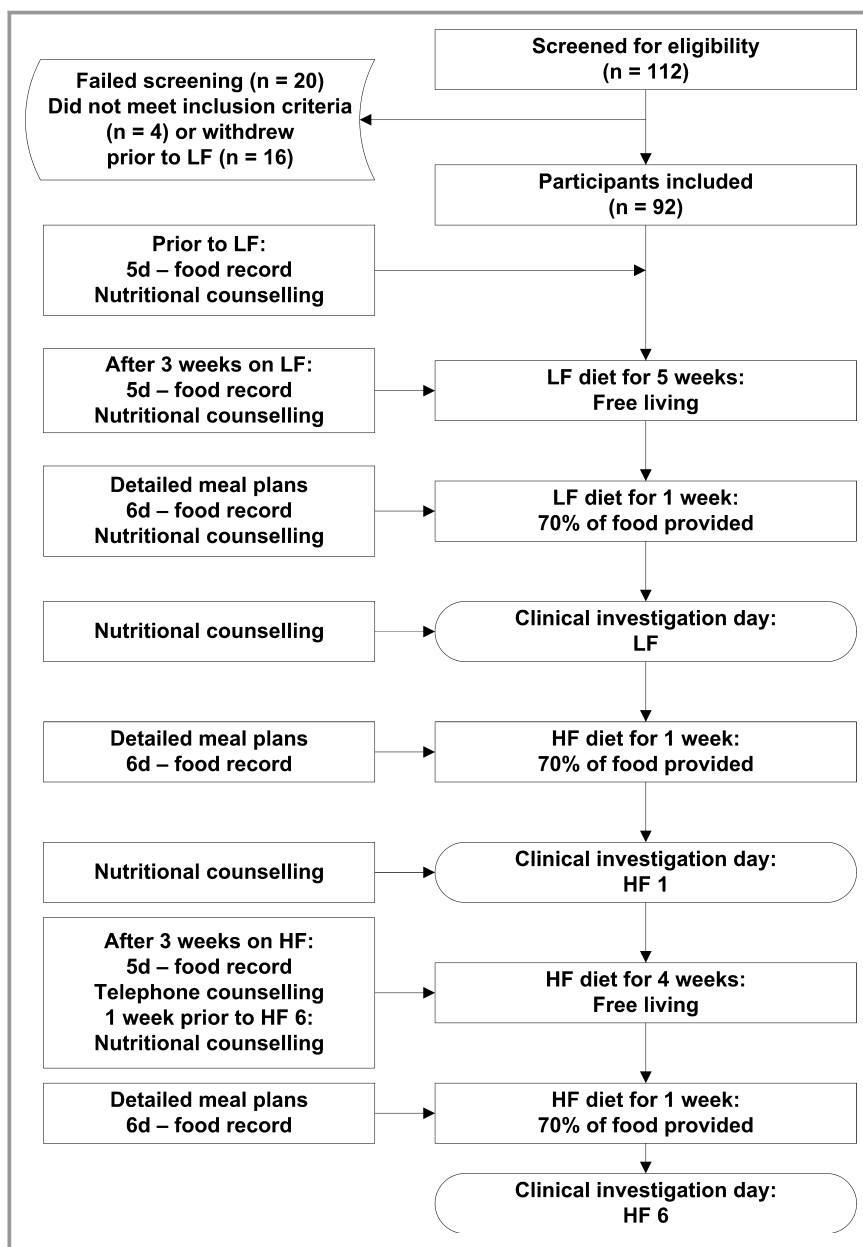 Screened for eligibility
(n = 112)
Failed screening (n = 20)
Did not meet inclusion criteria
(n = 4) or withdrew
prior to LF (n = 16)
Participants included
(n = 92)
Prior to LF:
5d – food record
Nutritional counselling
After 3 weeks on LF:
5d – food record
Nutritional counselling
LF diet for 5 weeks:
Free living
Detailed meal plans
6d – food record
Nutritional counselling
LF diet for 1 week:
70% of food provided
Nutritional counselling
Clinical investigation day:
LF
Detailed meal plans
6d – food record
HF diet for 1 week:
70% of food provided
Nutritional counselling
Clinical investigation day:
HF 1
After 3 weeks on HF:
5d – food record
Telephone counselling
1 week prior to HF 6:
Nutritional counselling
HF diet for 4 weeks:
Free living
Detailed meal plans
6d – food record
HF diet for 1 week:
70% of food provided
Clinical investigation day:
HF 6